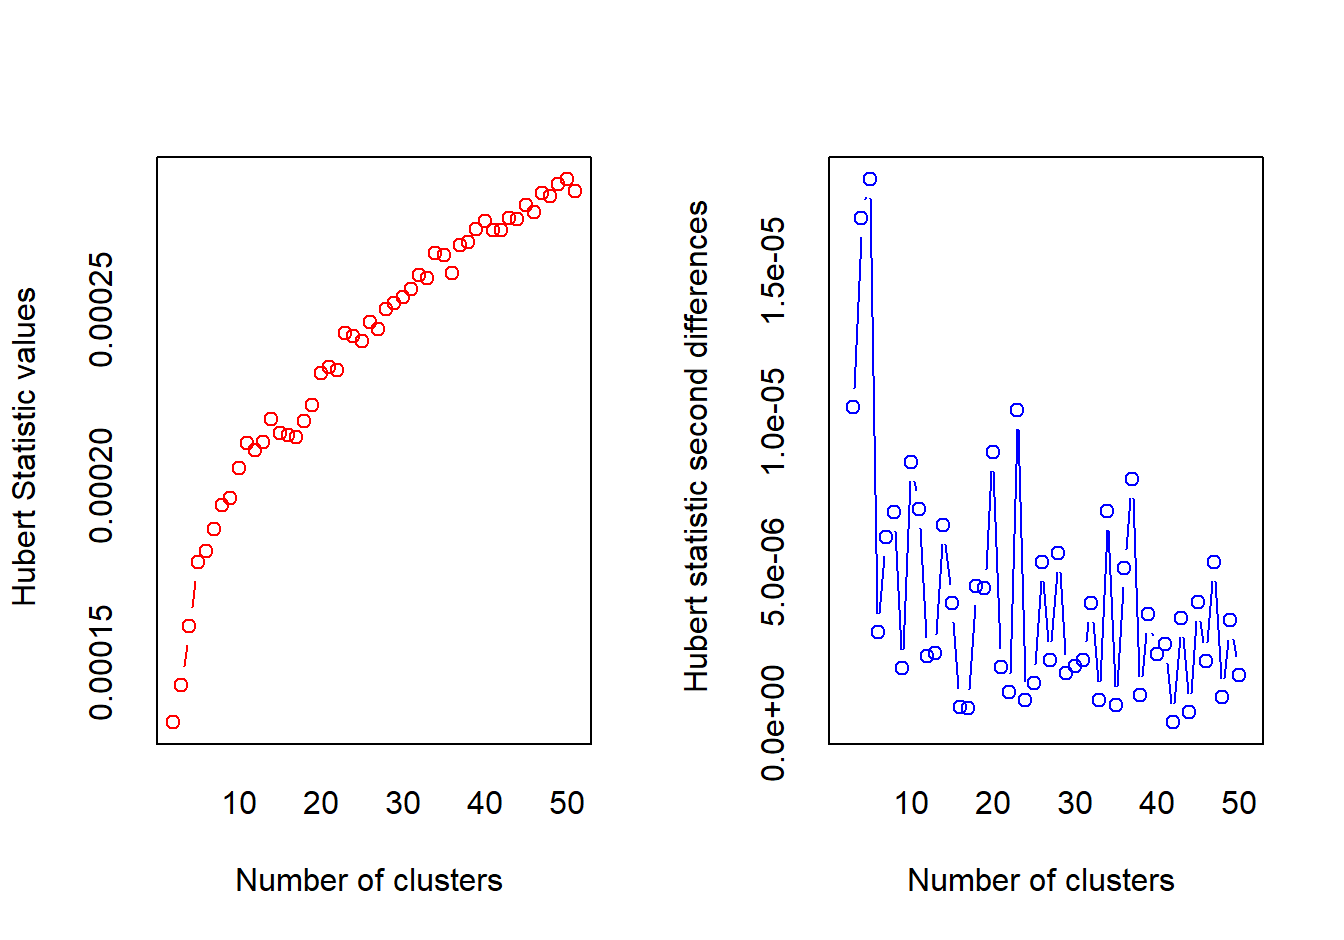 Hubert Statistic values
0.00015 0.00020 0.00025
10 20 30 40 50
Number of clusters
Hubert statistic second differences
0.0e+00 5.0e-06 1.0e-05 1.5e-05
10 20 30 40 50
Number of clusters